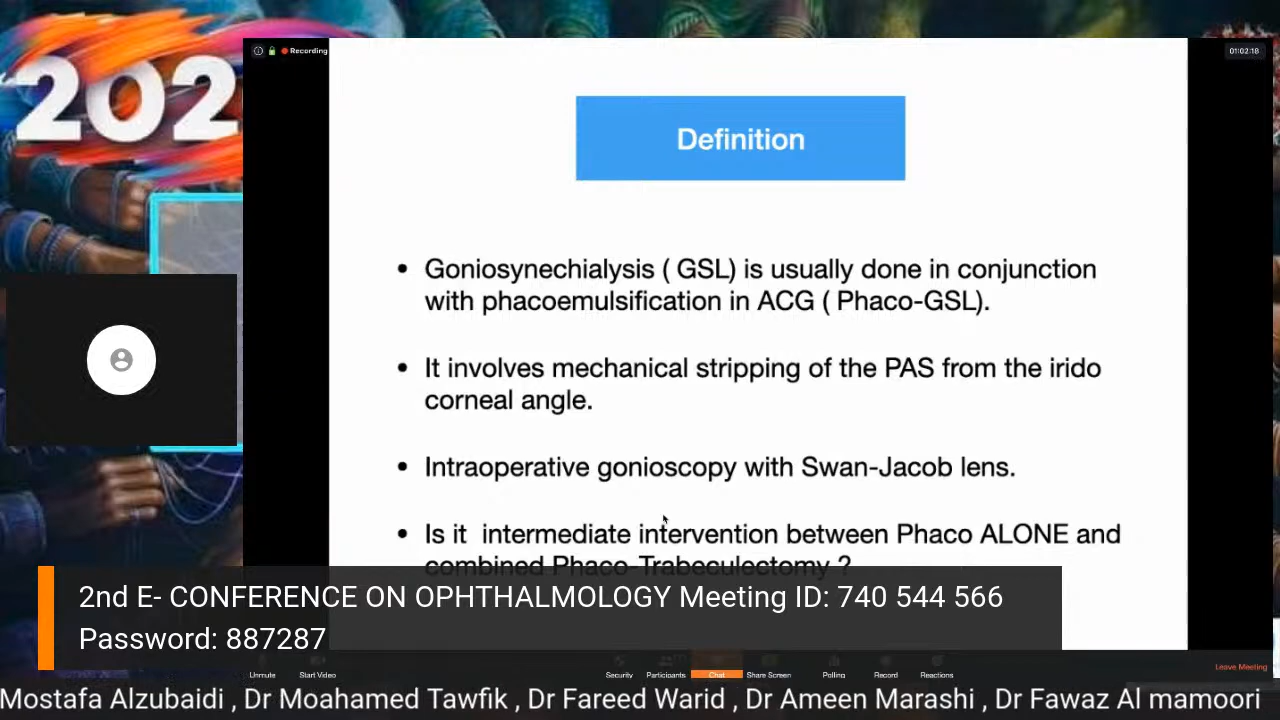 202
Recording
01:02:18
Definition
• Goniosynechialysis ( GSL) is usually done in conjunction
with phacoemulsification in ACG ( Phaco-GSL).
• It involves mechanical stripping of the PAS from the irido
corneal angle.
• Intraoperative gonioscopy with Swan-Jacob lens.
• Is it intermediate intervention between Phaco ALONE and
combined Phaco-Trabeculectomy ?
2nd E- CONFERENCE ON OPHTHALMOLOGY Meeting ID: 740 544 566
Password: 887287
Unmute Start Video Security Participants Chat Share Screen Polling Record Reactions Leave Meeting
Mostafa Alzubaidi , Dr Moahamed Tawfik , Dr Fareed Warid , Dr Ameen Marashi , Dr Fawaz Al mamoori